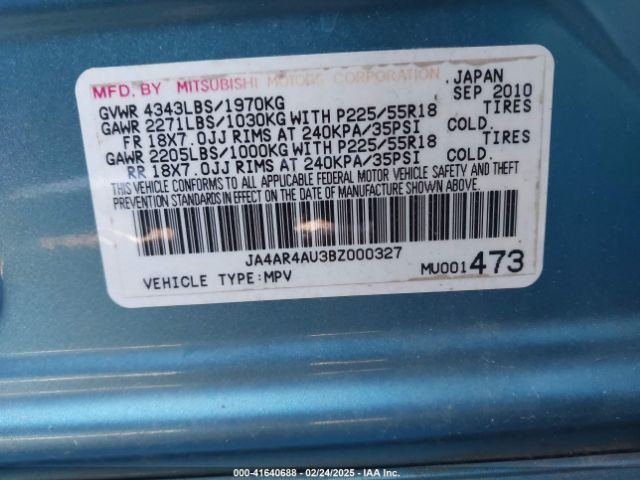 MFD. BY MITSUBISHI MOTORS CORPORATION, JAPAN
GVWR 4343LBS/1970KG SEP 2010
GAWR 2271LBS/1030KG WITH P225/55R18 TIRES
FR 18X7.0JJ RIMS AT 240KPA/35PSI COLD.
GAWR 2205LBS/1000KG WITH P225/55R18 TIRES
RR 18X7.0JJ RIMS AT 240KPA/35PSI COLD.
THIS VEHICLE CONFORMS TO ALL APPLICABLE FEDERAL MOTOR VEHICLE SAFETY AND THEFT
PREVENTION STANDARDS IN EFFECT ON THE DATE OF MANUFACTURE SHOWN ABOVE.
JA4AR4AU3BZ000327
VEHICLE TYPE:MPV MU001473
000-41640688 - 02/24/2025 - IAA Inc.